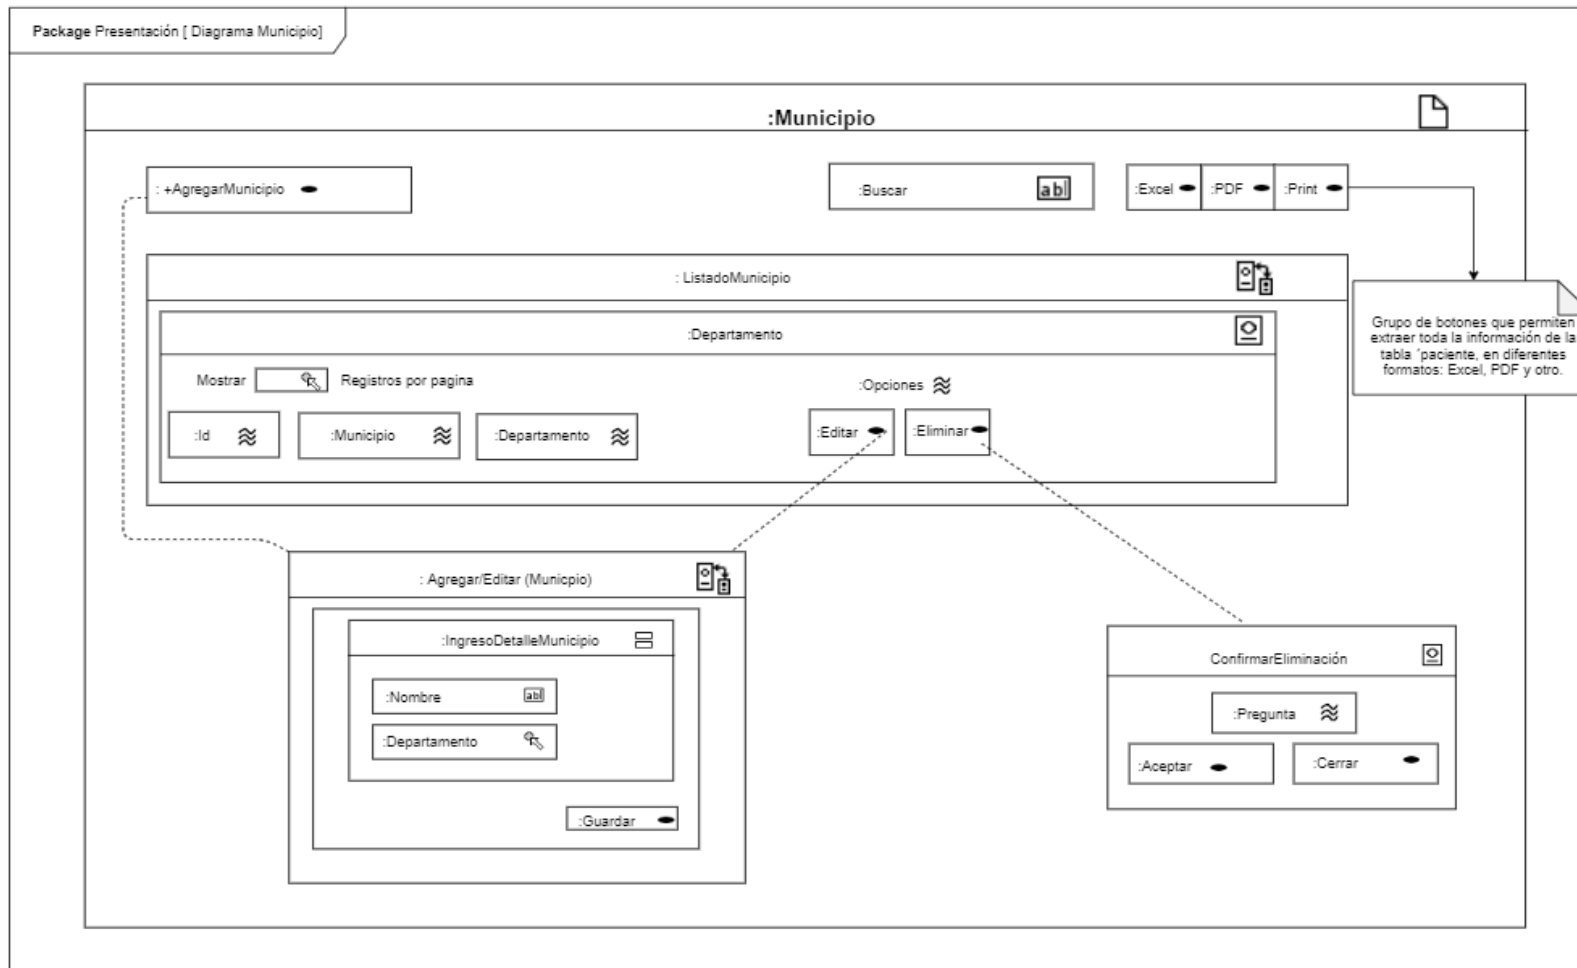 Package Presentación [ Diagrama Municipio]
:Municipio
: +AgregarMunicipio
:Buscar
ab|
:Excel
:PDF
:Print
: ListadoMunicipio
:Departamento
Mostrar
Registros por pagina
:Opciones
:Id
:Municipio
:Departamento
:Editar
:Eliminar
Grupo de botones que permiten
extraer toda la información de la
tabla ´paciente, en diferentes
formatos: Excel, PDF y otro.
: Agregar/Editar (Municpio)
:IngresoDetalleMunicipio
:Nombre
ab|
:Departamento
:Guardar
ConfirmarEliminación
:Pregunta
:Aceptar
:Cerrar